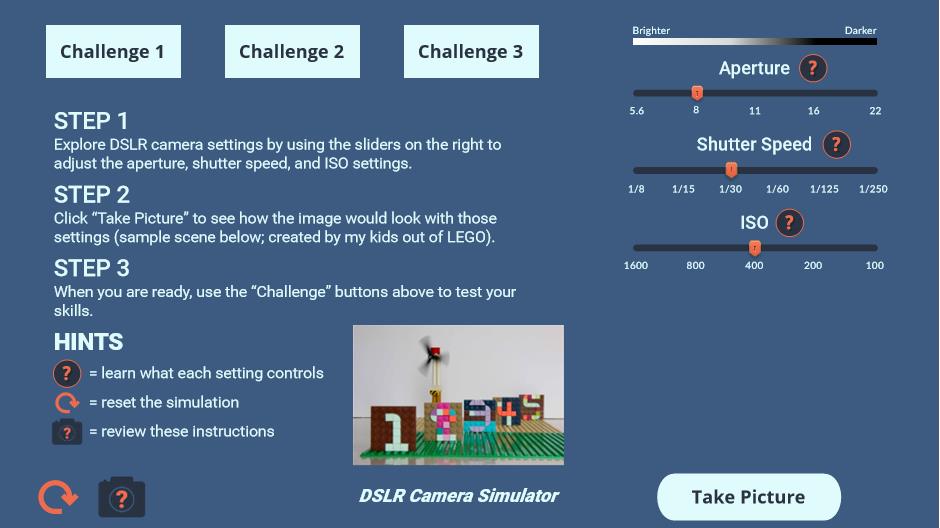 Challenge 1
Challenge 2
Challenge 3
STEP 1
Explore DSLR camera settings by using the sliders on the right to
adjust the aperture, shutter speed, and ISO settings.
STEP 2
Click “Take Picture” to see how the image would look with those
settings (sample scene below; created by my kids out of LEGO).
STEP 3
When you are ready, use the “Challenge” buttons above to test your
skills.
HINTS
? = learn what each setting controls
= reset the simulation
? = review these instructions
1 2 3 4 5
?
DSLR Camera Simulator
Brighter Darker
Aperture ?
5.6 8 11 16 22
Shutter Speed ?
1/8 1/15 1/30 1/60 1/125 1/250
ISO ?
1600 800 400 200 100
Take Picture